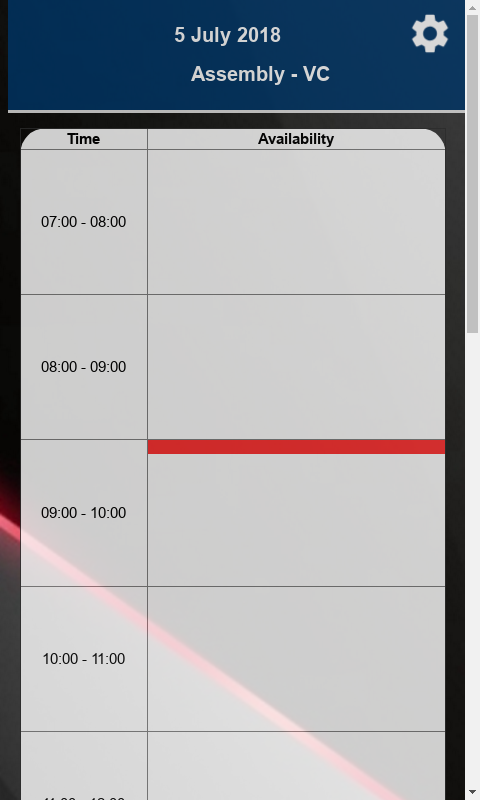 5 July 2018
Assembly - VC
Time Availability
07:00 - 08:00
08:00 - 09:00
09:00 - 10:00
10:00 - 11:00